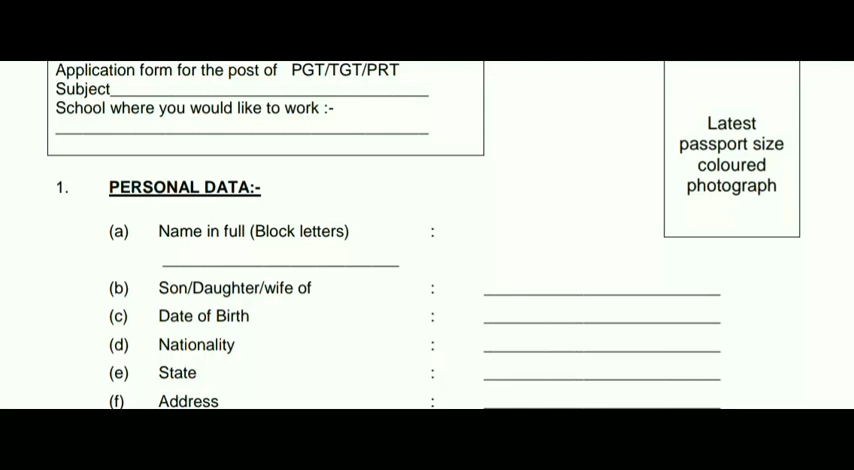 Application form for the post of PGT/TGT/PRT
Subject
School where you would like to work :-
Latest
passport size
coloured
photograph
1. PERSONAL DATA:-
(a) Name in full (Block letters) :
(b) Son/Daughter/wife of :
(c) Date of Birth :
(d) Nationality :
(e) State :
(f) Address :